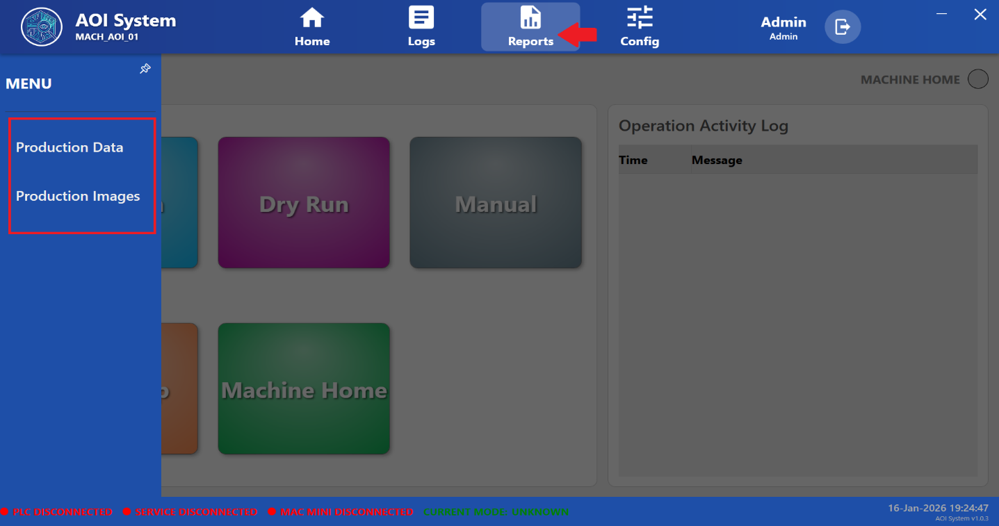 AOI System
MACH_AOI_01
Home
Logs
Reports
Config
Admin
Admin
MENU
Production Data
Production Images
MACHINE HOME
Dry Run
Manual
Machine Home
Operation Activity Log
Time Message
PLC DISCONNECTED SERVICE DISCONNECTED MAC MINI DISCONNECTED CURRENT MODE: UNKNOWN
16-Jan-2026 19:24:47
AOI System v1.0.3